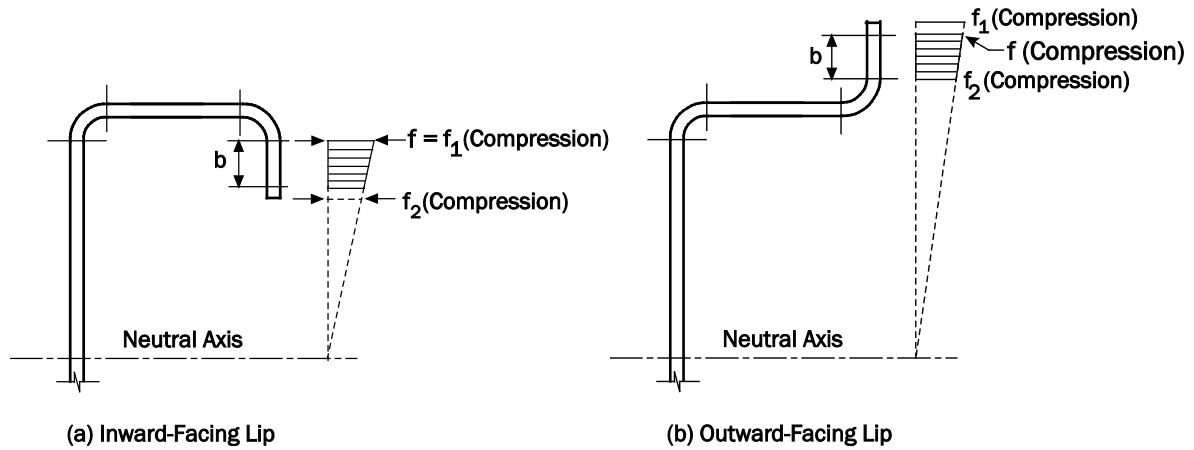 b
f = f1 (Compression)
f2 (Compression)
Neutral Axis
(a) Inward-Facing Lip
f1 (Compression)
b
f (Compression)
f2 (Compression)
Neutral Axis
(b) Outward-Facing Lip